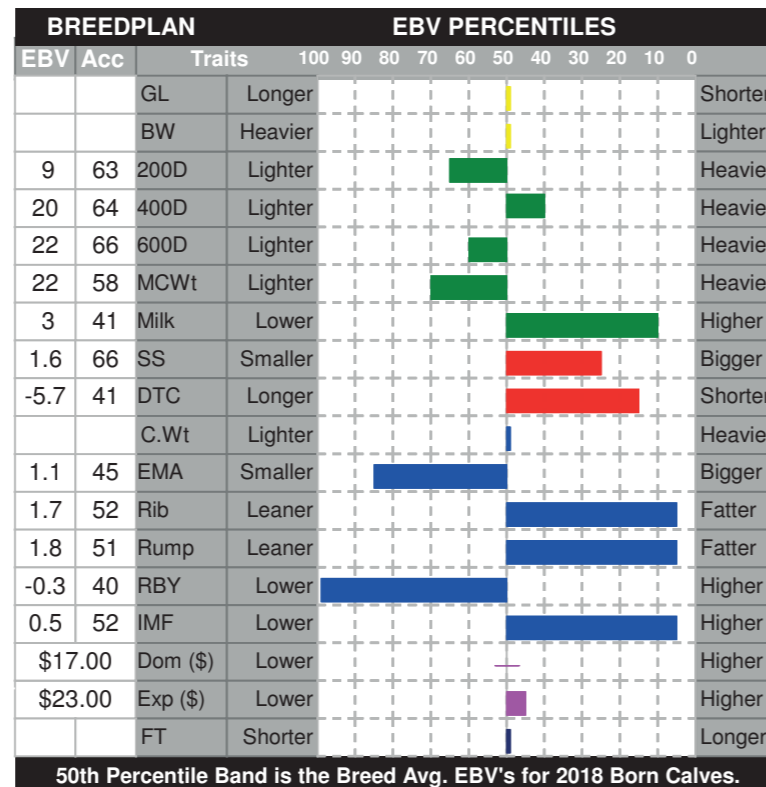 BREEDPLAN EBV PERCENTILES
EBV Acc Traits 100 90 80 70 60 50 40 30 20 10 0
GL Longer Shorter
BW Heavier Lighter
9 63 200D Lighter Heavie
20 64 400D Lighter Heavie
22 66 600D Lighter Heavie
22 58 MCWt Lighter Heavie
3 41 Milk Lower Higher
1.6 66 SS Smaller Bigger
-5.7 41 DTC Longer Shorter
C.Wt Lighter Heavie
1.1 45 EMA Smaller Bigger
1.7 52 Rib Leaner Fatter
1.8 51 Rump Leaner Fatter
-0.3 40 RBY Lower Higher
0.5 52 IMF Lower Higher
$17.00 Dom ($) Lower Higher
$23.00 Exp ($) Lower Higher
FT Shorter Longer
50th Percentile Band is the Breed Avg. EBV's for 2018 Born Calves.